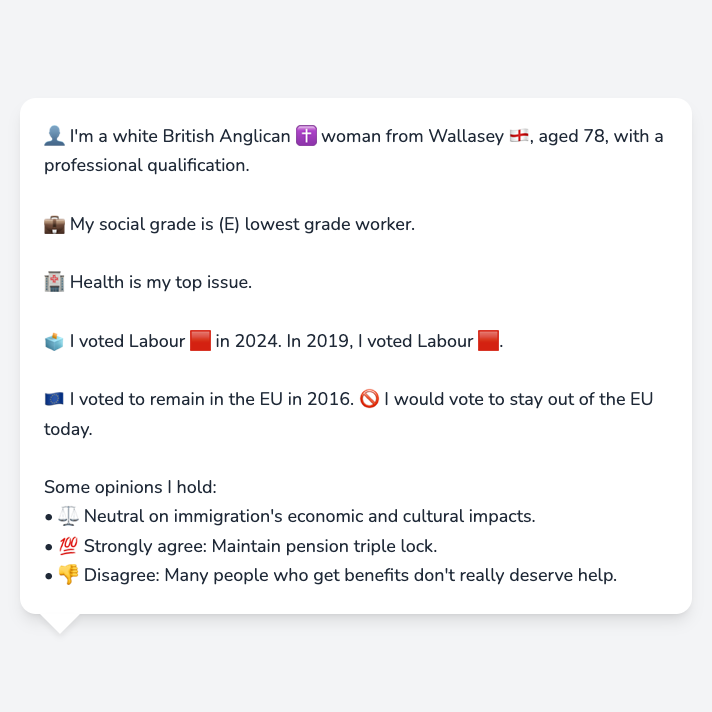 👤 I'm a white British Anglican ✝️ woman from Wallasey 🏴󠁧󠁢󠁥󠁮󠁧󠁿, aged 78, with a
professional qualification.
💼 My social grade is (E) lowest grade worker.
🏥 Health is my top issue.
🗳️ I voted Labour 🟥 in 2024. In 2019, I voted Labour 🟥.
🇪🇺 I voted to remain in the EU in 2016. 🚫 I would vote to stay out of the EU
today.
Some opinions I hold:
• ⚖️ Neutral on immigration's economic and cultural impacts.
• 💯 Strongly agree: Maintain pension triple lock.
• 👎 Disagree: Many people who get benefits don't really deserve help.